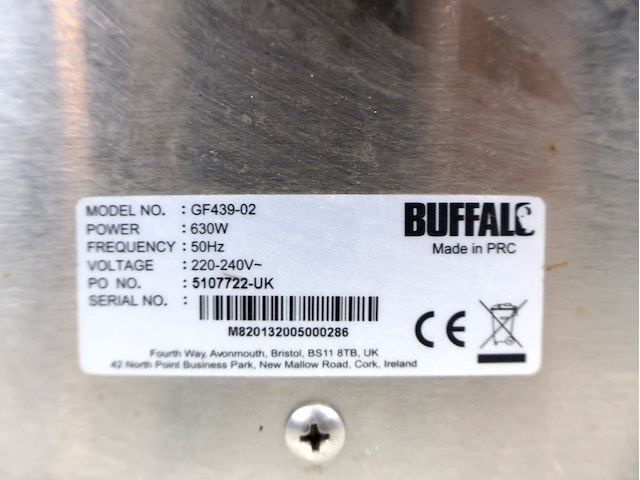 MODEL NO. : GF439-02
POWER : 630W
FREQUENCY : 50Hz
VOLTAGE : 220-240V~
PO NO. : 5107722-UK
SERIAL NO. :
M820132005000286
BUFFALO
Made in PRC
CE
Fourth Way, Avonmouth, Bristol, BS11 8TB, UK
42 North Point Business Park, New Mallow Road, Cork, Ireland